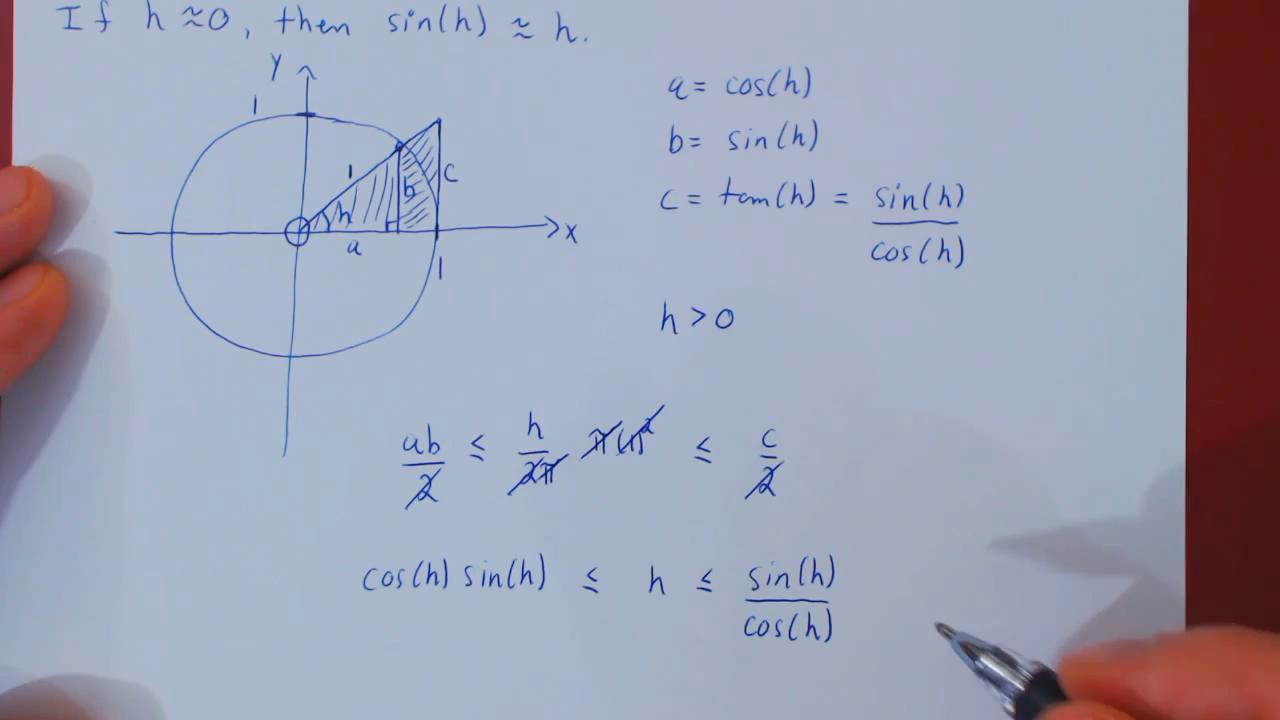 If h ≈ 0, then sin(h) ≈ h.
y
1
a = cos(h)
1
b
c
b = sin(h)
h
c = tan(h) = sin(h)/cos(h)
a
x
1
h > 0
ab/2 ≤ h/2π π(1)² ≤ c/2
cos(h) sin(h) ≤ h ≤ sin(h)/cos(h)